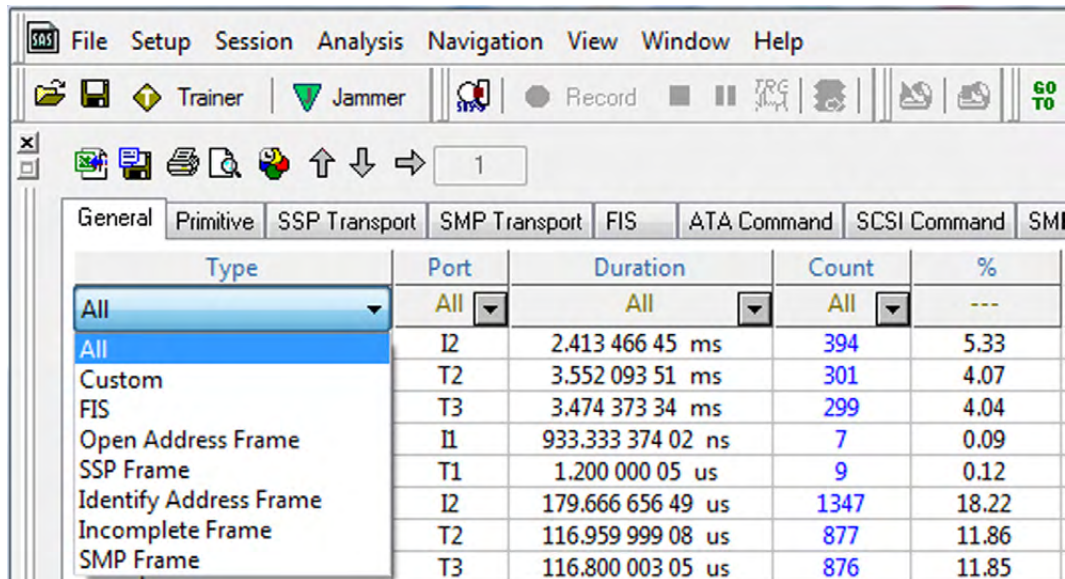 SAS File Setup Session Analysis Navigation View Window Help
Trainer Jammer Record GO TO
1
General Primitive SSP Transport SMP Transport FIS ATA Command SCSI Command
Type Port Duration Count %
All All All All ---
All I2 2.413 466 45 ms 394 5.33
Custom T2 3.552 093 51 ms 301 4.07
FIS T3 3.474 373 34 ms 299 4.04
Open Address Frame I1 933.333 374 02 ns 7 0.09
SSP Frame T1 1.200 000 05 us 9 0.12
Identify Address Frame I2 179.666 656 49 us 1347 18.22
Incomplete Frame T2 116.959 999 08 us 877 11.86
SMP Frame T3 116.800 003 05 us 876 11.85